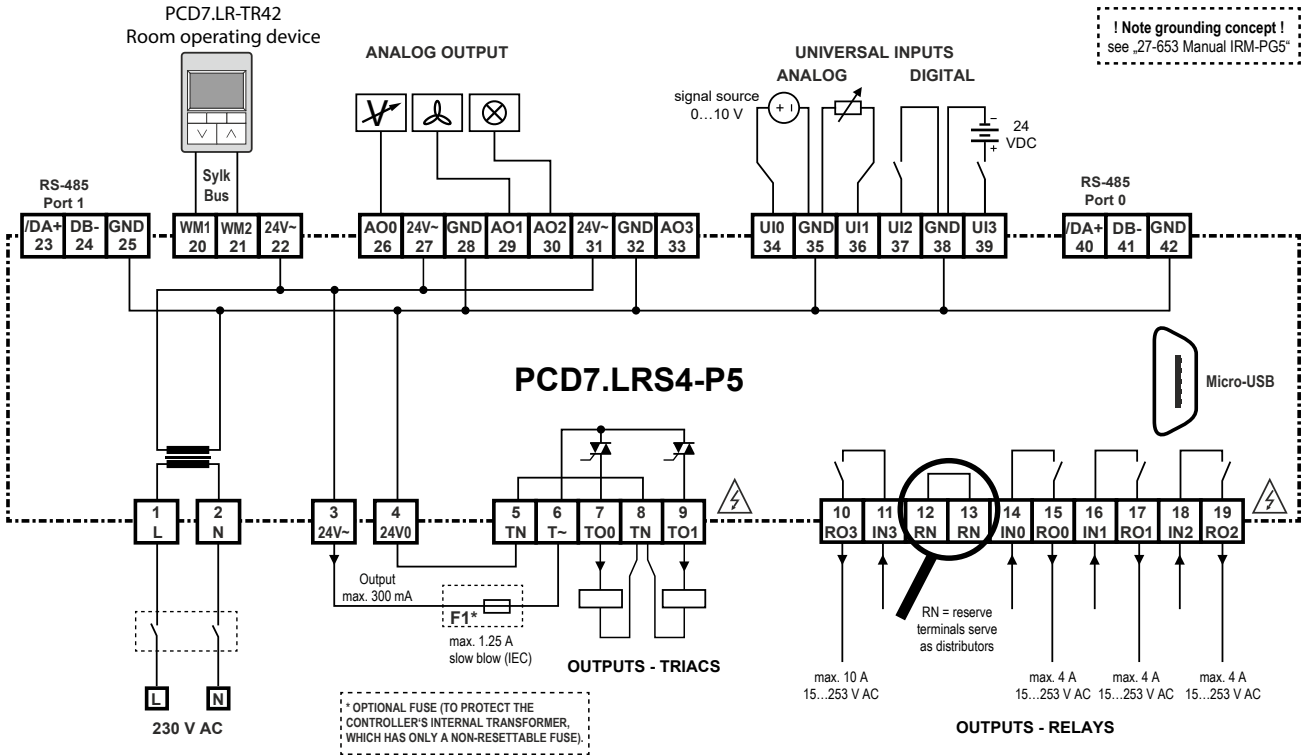 PCD7.LR-TR42
Room operating device
ANALOG OUTPUT
UNIVERSAL INPUTS
ANALOG DIGITAL
! Note grounding concept !
see „27-653 Manual IRM-PG5“
signal source
0…10 V
24
VDC
Sylk
Bus
RS-485
Port 1
RS-485
Port 0
/DA+ DB- GND WM1 WM2 24V~ AO0 24V~ GND AO1 AO2 24V~ GND AO3 UI0 GND UI1 UI2 GND UI3 /DA+ DB- GND
23 24 25 20 21 22 26 27 28 29 30 31 32 33 34 35 36 37 38 39 40 41 42
PCD7.LRS4-P5
Micro-USB
1 2 3 4 5 6 7 8 9 10 11 12 13 14 15 16 17 18 19
L N 24V~ 24V0 TN T~ TO0 TN TO1 RO3 IN3 RN RN IN0 RO0 IN1 RO1 IN2 RO2
Output
max. 300 mA
F1*
max. 1.25 A
slow blow (IEC)
OUTPUTS - TRIACS
RN = reserve
terminals serve
as distributors
max. 10 A
15…253 V AC
max. 4 A
15…253 V AC
max. 4 A
15…253 V AC
max. 4 A
15…253 V AC
L N
230 V AC
* OPTIONAL FUSE (TO PROTECT THE
CONTROLLER'S INTERNAL TRANSFORMER,
WHICH HAS ONLY A NON-RESETTABLE FUSE).
OUTPUTS - RELAYS